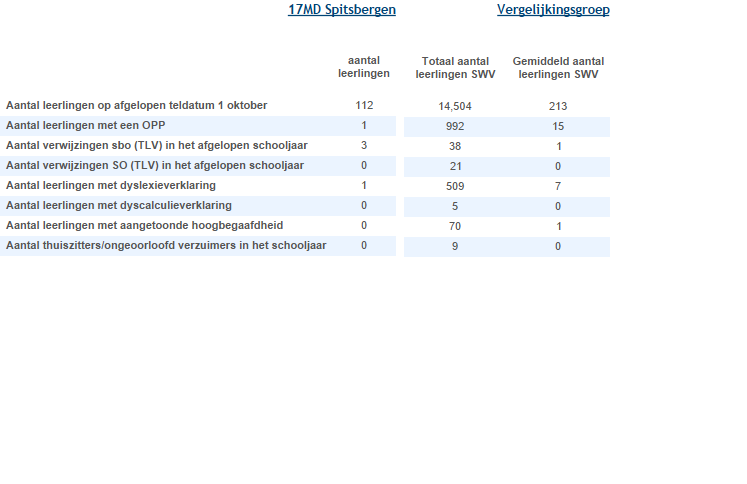 17MD Spitsbergen Vergelijkingsgroep
aantal Totaal aantal Gemiddeld aantal
leerlingen leerlingen SWV leerlingen SWV
Aantal leerlingen op afgelopen teldatum 1 oktober 112 14,504 213
Aantal leerlingen met een OPP 1 992 15
Aantal verwijzingen sbo (TLV) in het afgelopen schooljaar 3 38 1
Aantal verwijzingen SO (TLV) in het afgelopen schooljaar 0 21 0
Aantal leerlingen met dyslexieverklaring 1 509 7
Aantal leerlingen met dyscalculieverklaring 0 5 0
Aantal leerlingen met aangetoonde hoogbegaafdheid 0 70 1
Aantal thuiszitters/ongeoorloofd verzuimers in het schooljaar 0 9 0